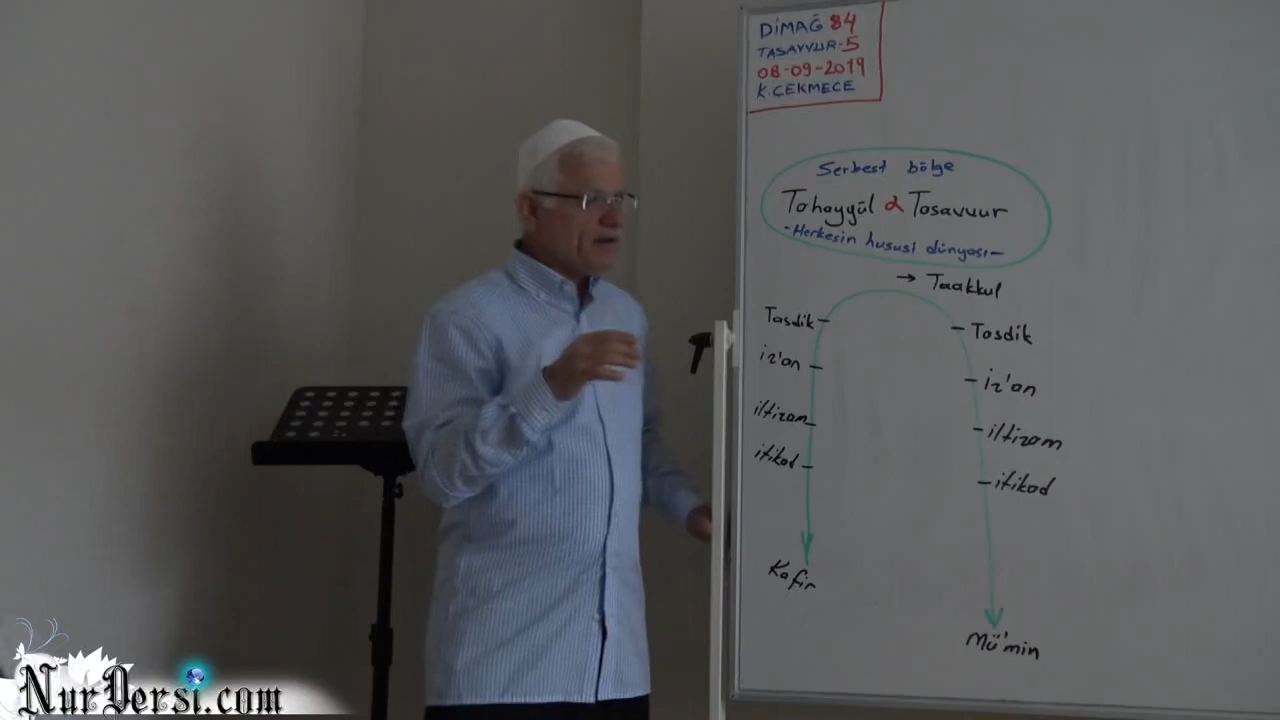 DİMAĞ 84
TASAVVUR-5
08-09-2019
K.ÇEKMECE
Serbest bölge
Tahayyül & Tasavvur
-Herkesin hususi dünyası-
→ Taakkul
Tasdik
iz'an
iltizam
itikad
Kafir
Tasdik
İz'an
iltizam
itikad
Mü'min
NurDersi.com